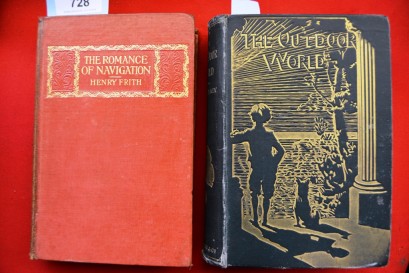 728
THE ROMANCE
OF NAVIGATION
HENRY FRITH
THE OUTDOOR
WORLD